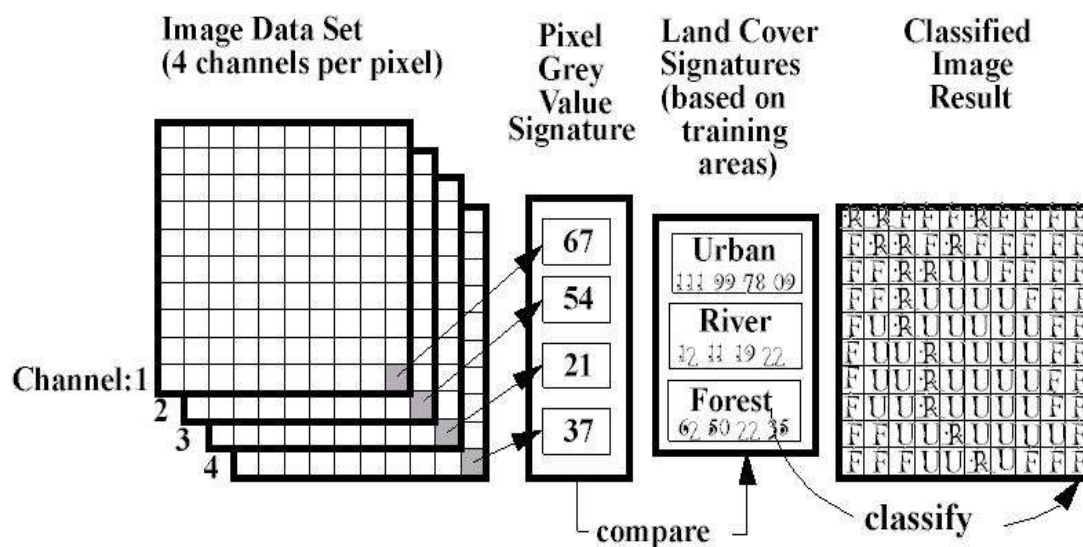 Image Data Set
(4 channels per pixel)
Pixel
Grey
Value
Signature
Land Cover
Signatures
(based on
training
areas)
Classified
Image
Result
Channel:1
2
3
4
67
54
21
37
Urban
111 99 78 09
River
12 11 19 22
Forest
62 50 22 35
R R F F F R F F F F
F R R F R F F F F F
F F R R U U F F F F
F F R U U U U F F F
F U R U U U U U F F
F U U R U U U U F F
F U U R U U U U F F
F U U R U U U U F F
F F U U R U U U U F
F F F U U R U F F F
compare
classify